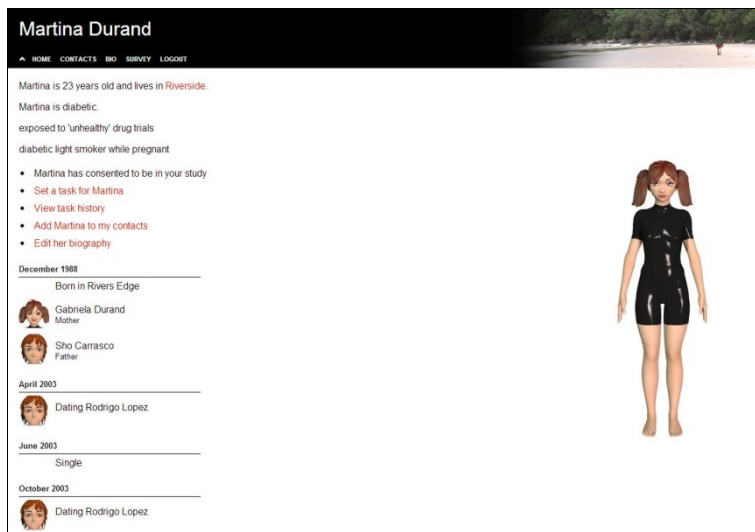 Martina Durand
HOME CONTACTS BIO SURVEY LOGOUT
Martina is 23 years old and lives in Riverside.
Martina is diabetic.
exposed to 'unhealthy' drug trials
diabetic light smoker while pregnant
Martina has consented to be in your study
Set a task for Martina
View task history
Add Martina to my contacts
Edit her biography
December 1988
Born in Rivers Edge
Gabriela Durand
Mother
Sho Carrasco
Father
April 2003
Dating Rodrigo Lopez
June 2003
Single
October 2003
Dating Rodrigo Lopez